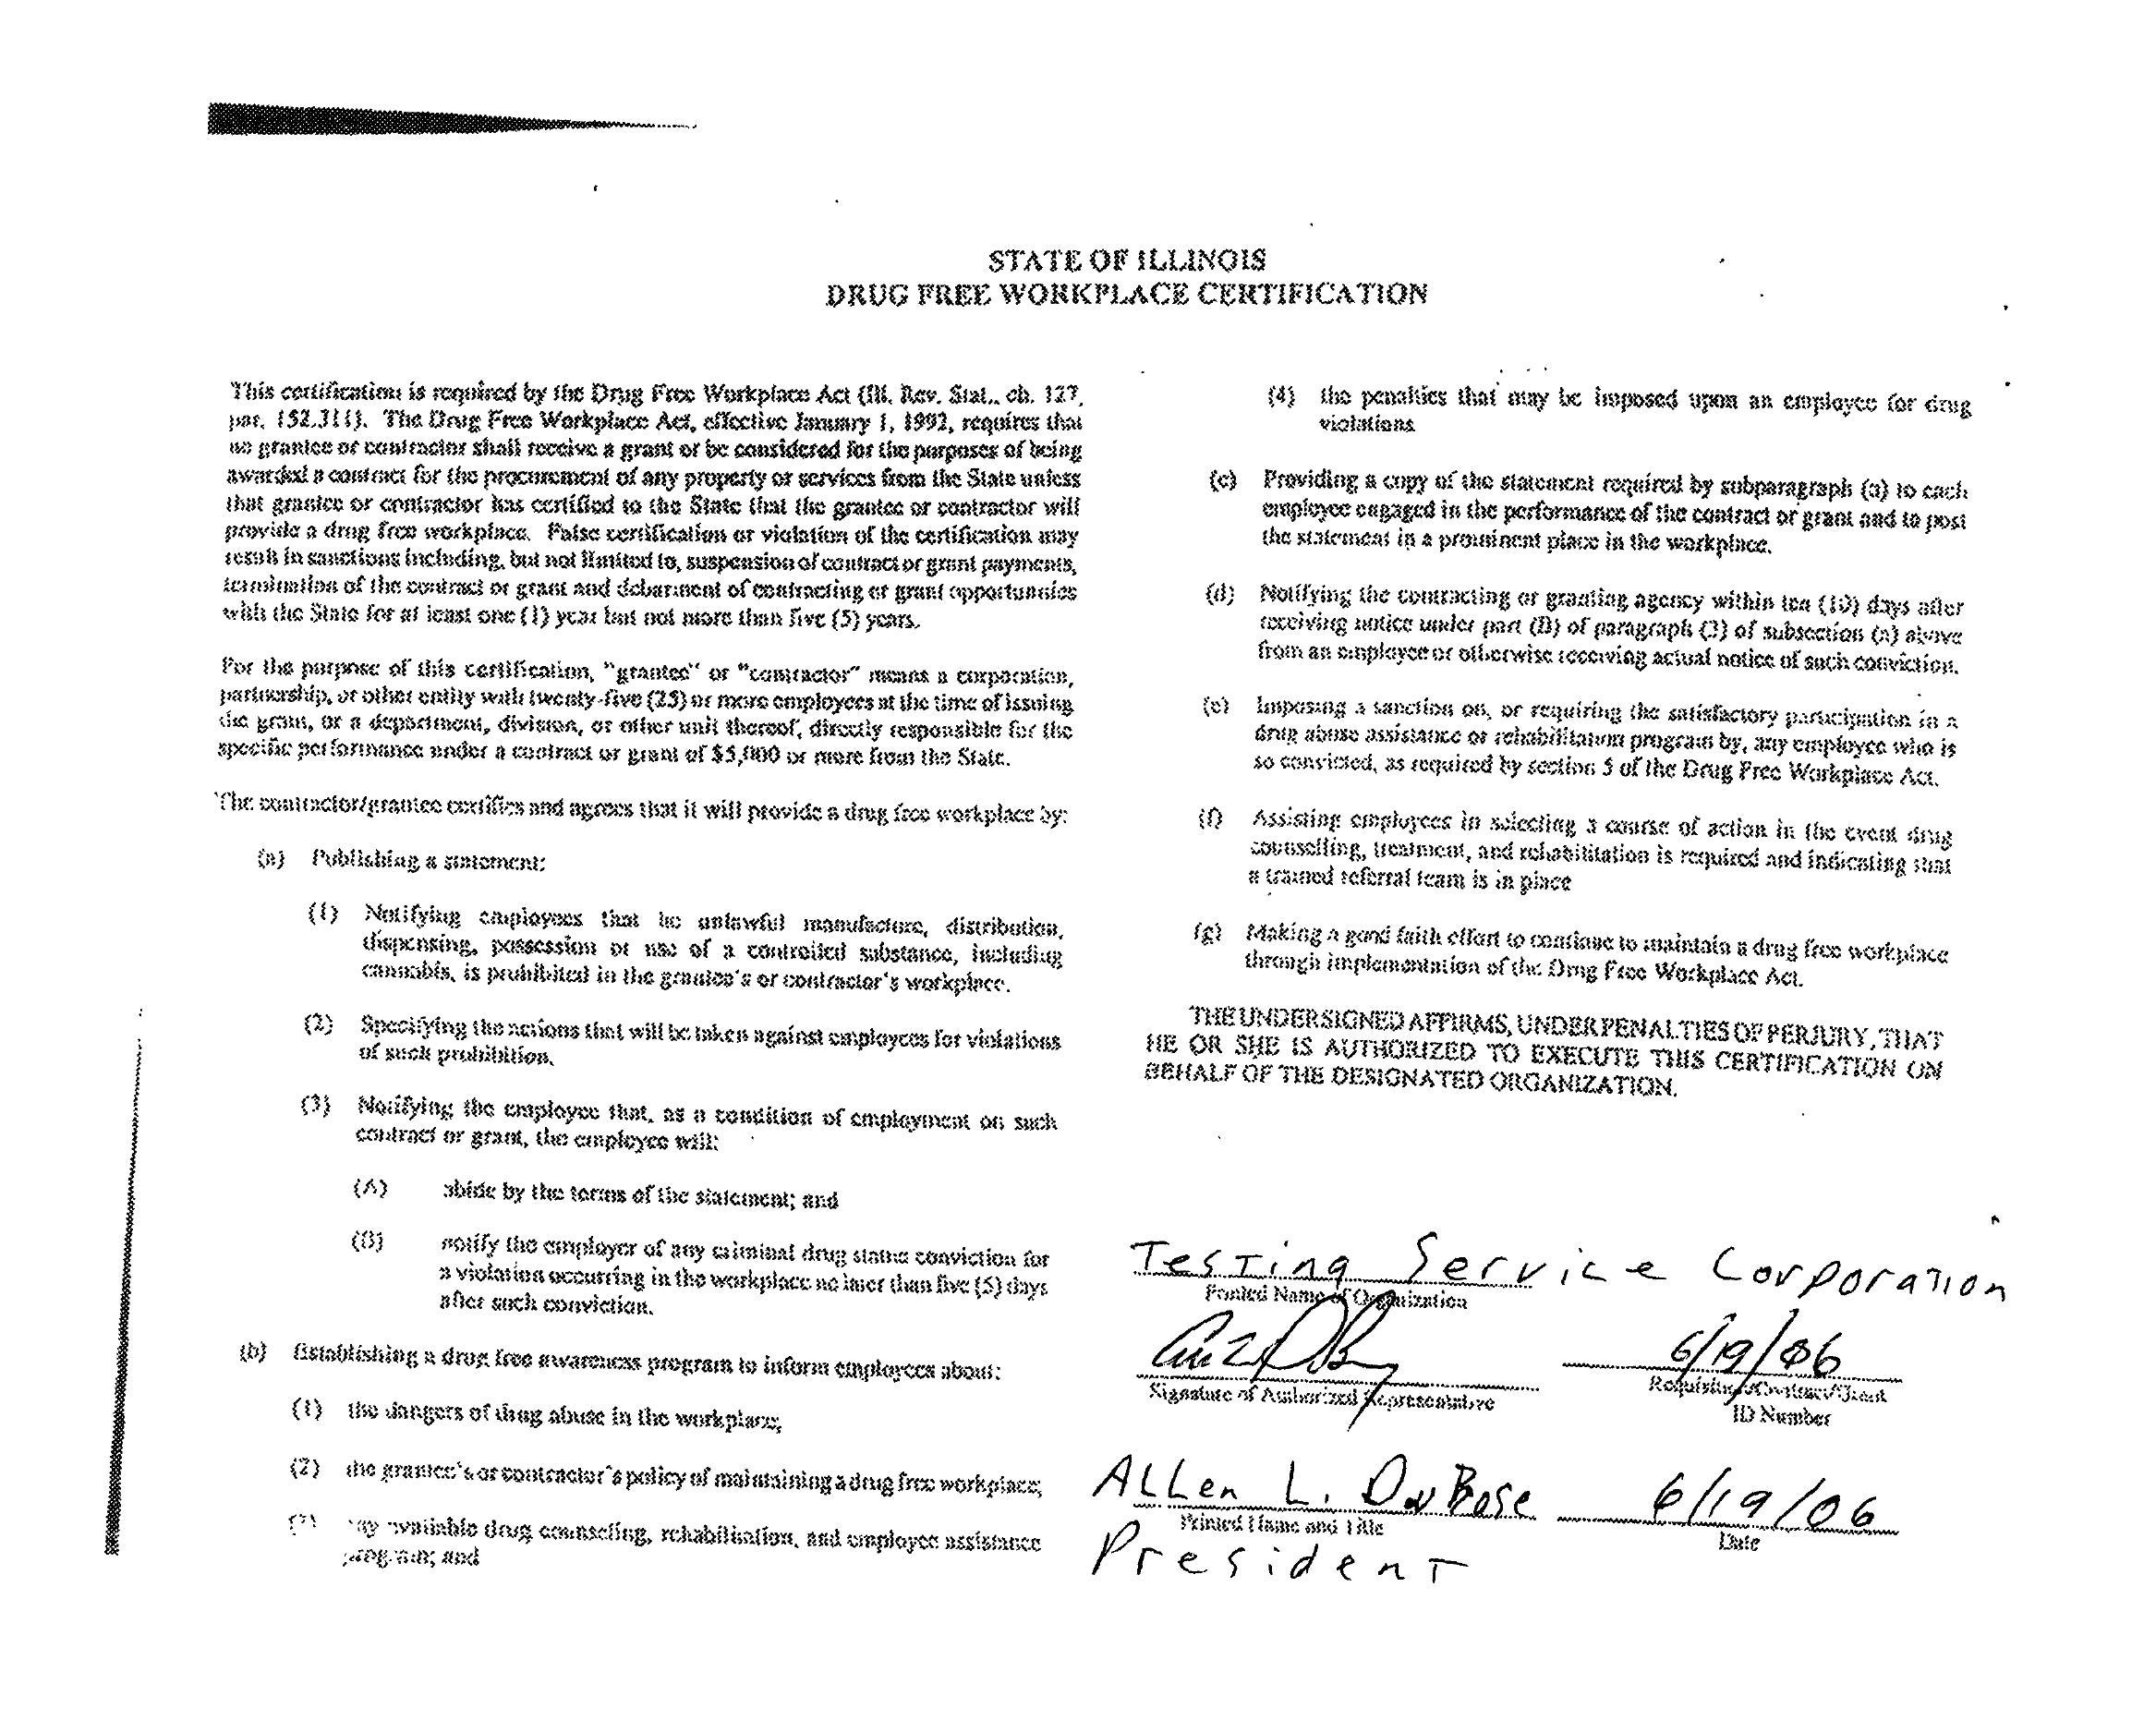 STATE OF ILLINOIS
DRUG FREE WORKPLACE CERTIFICATION
This certification is required by the Drug Free Workplace Act (Ill. Rev. Stat., ch. 127,
par. 152.311). The Drug Free Workplace Act, effective January 1, 1992, requires that
no grantee or contractor shall receive a grant or be considered for the purposes of being
awarded a contract for the procurement of any property or services from the State unless
that grantee or contractor has certified to the State that the grantee or contractor will
provide a drug free workplace. False certification or violation of the certification may
result in sanctions including, but not limited to, suspension of contract or grant payments,
termination of the contract or grant and debarment of contracting or grant opportunities
with the State for at least one (1) year but not more than five (5) years.
For the purpose of this certification, "grantee" or "contractor" means a corporation,
partnership, or other entity with twenty-five (25) or more employees at the time of issuing
the grant, or a department, division, or other unit thereof, directly responsible for the
specific performance under a contract or grant of $5,000 or more from the State.
The contractor/grantee certifies and agrees that it will provide a drug free workplace by:
(a) Publishing a statement:
(1) Notifying employees that he unlawful manufacture, distribution,
dispensing, possession or use of a controlled substance, including
cannabis, is prohibited in the grantee's or contractor's workplace.
(2) Specifying the actions that will be taken against employees for violations
of such prohibition.
(3) Notifying the employee that, as a condition of employment on such
contract or grant, the employee will:
(A) abide by the terms of the statement; and
(B) notify the employer of any criminal drug statue conviction for
a violation occurring in the workplace no later than five (5) days
after such conviction.
(b) Establishing a drug free awareness program to inform employees about:
(1) the dangers of drug abuse in the workplace;
(2) the grantee's or contractor's policy of maintaining a drug free workplace;
(3) any available drug counseling, rehabilitation, and employee assistance
program; and
(4) the penalties that may be imposed upon an employee for drug
violations
(c) Providing a copy of the statement required by subparagraph (a) to each
employee engaged in the performance of the contract or grant and to post
the statement in a prominent place in the workplace.
(d) Notifying the contracting or granting agency within ten (10) days after
receiving notice under part (B) of paragraph (3) of subsection (a) above
from an employee or otherwise receiving actual notice of such conviction.
(e) Imposing a sanction on, or requiring the satisfactory participation in a
drug abuse assistance or rehabilitation program by, any employee who is
so convicted, as required by section 5 of the Drug Free Workplace Act.
(f) Assisting employees in selecting a course of action in the event drug
counselling, treatment, and rehabilitation is required and indicating that
a trained referral team is in place
(g) Making a good faith effort to continue to maintain a drug free workplace
through implementation of the Drug Free Workplace Act.
THE UNDERSIGNED AFFIRMS, UNDER PENALTIES OF PERJURY, THAT
HE OR SHE IS AUTHORIZED TO EXECUTE THIS CERTIFICATION ON
BEHALF OF THE DESIGNATED ORGANIZATION.
Testing Service Corporation
Printed Name of Organization
6/19/06
Signature of Authorized Representative
Requisition/Contract/Grant
ID Number
ALLen L. DuBose 6/19/06
Printed Name and Title
Date
President